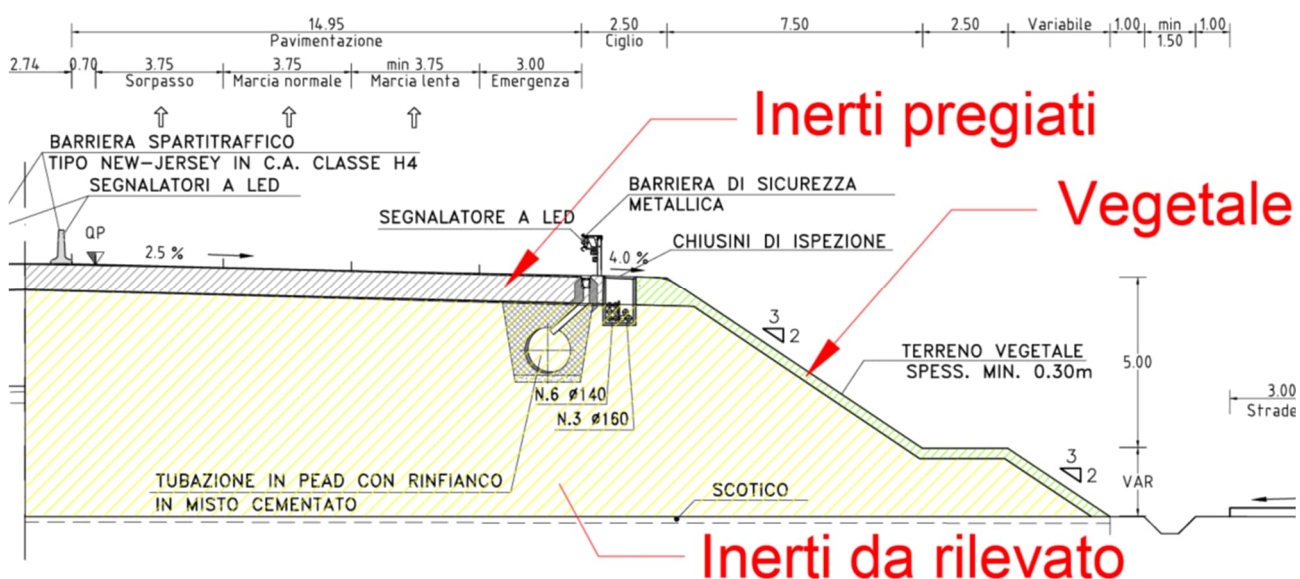 14.95 2.50 7.50 2.50 Variabile 1.00 min 1.00
Pavimentazione Ciglio 1.50
2.74 0.70 3.75 3.75 min 3.75 3.00
Sorpasso Marcia normale Marcia lenta Emergenza
Inerti pregiati
BARRIERA SPARTITRAFFICO
TIPO NEW-JERSEY IN C.A. CLASSE H4
SEGNALATORI A LED
BARRIERA DI SICUREZZA
METALLICA
Vegetale
SEGNALATORE A LED
QP
2.5 %
4.0 %
CHIUSINI DI ISPEZIONE
3
2
TERRENO VEGETALE
SPESS. MIN. 0.30m
5.00
N.6 Ø140
N.3 Ø160
3.00
Strade
TUBAZIONE IN PEAD CON RINFIANCO
IN MISTO CEMENTATO
SCOTICO
3
2
VAR
Inerti da rilevato